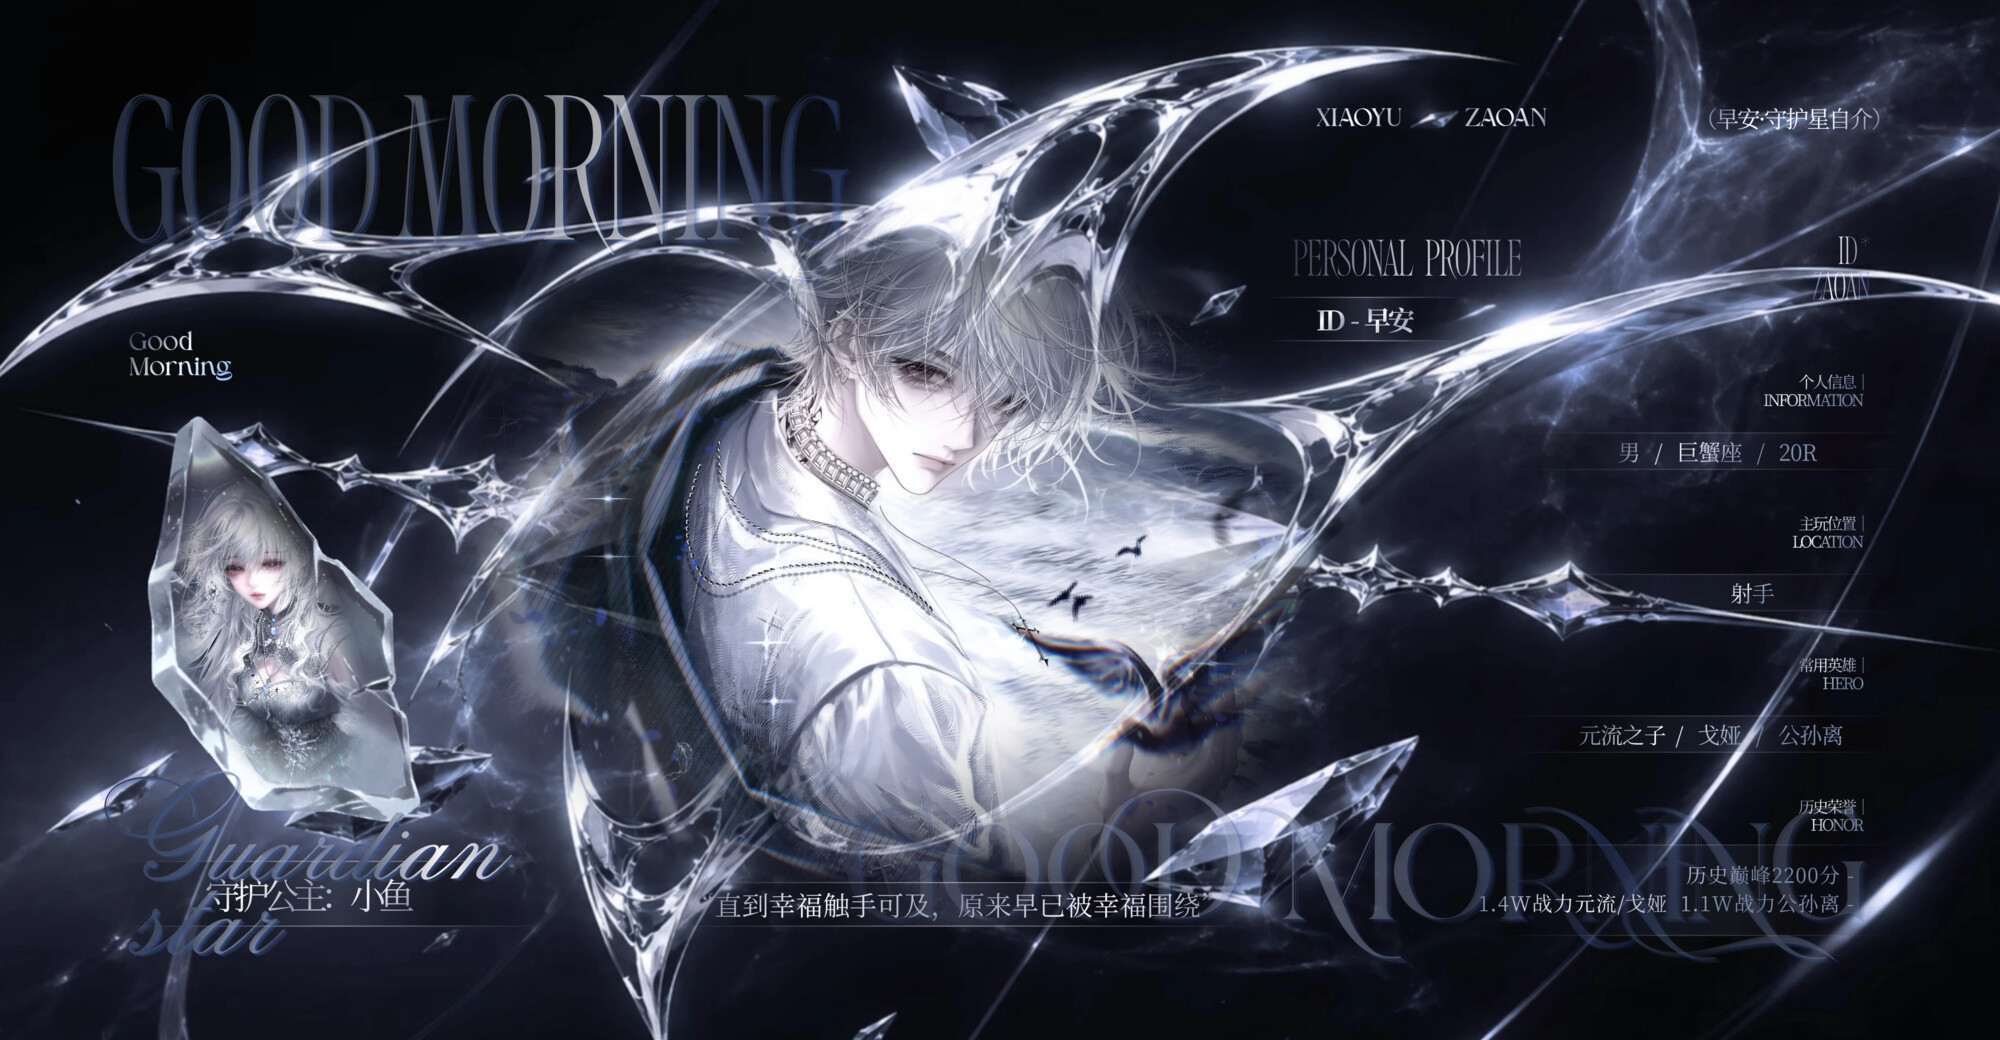 GOOD MORNING
XIAOYU ZAOAN
（早安·守护星自介）
PERSONAL PROFILE
ID - 早安
ID*
ZAOAN
Good
Morning
个人信息 |
INFORMATION
男 / 巨蟹座 / 20R
主玩位置 |
LOCATION
射手
常用英雄 |
HERO
元流之子 / 戈娅 / 公孙离
历史荣誉 |
HONOR
历史巅峰2200分 -
1.4W战力元流/戈娅 1.1W战力公孙离 -
GOOD MORNING
Guardian
守护公主：小鱼
star
“直到幸福触手可及，原来早已被幸福围绕”